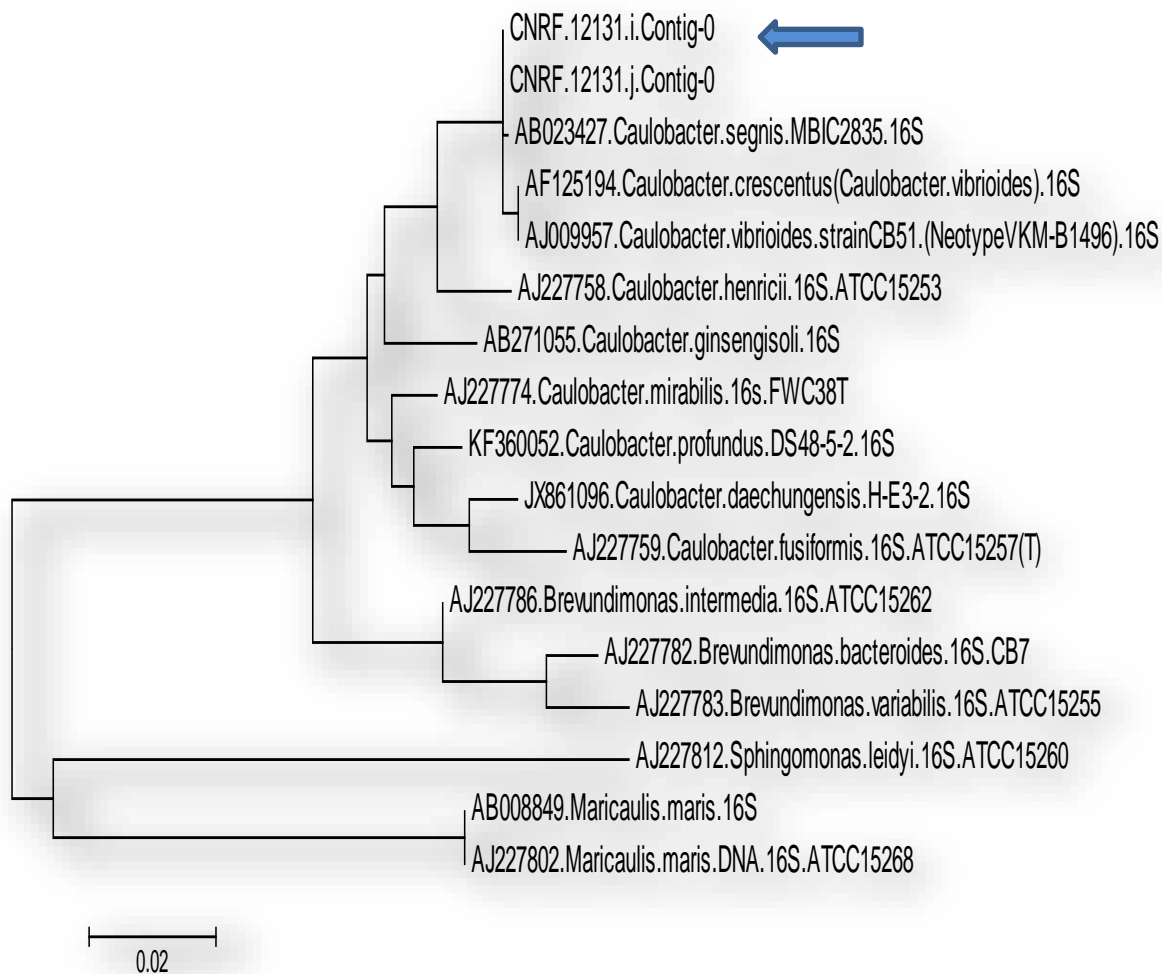 CNRF.12131.i.Contig-0
CNRF.12131.j.Contig-0
AB023427.Caulobacter.segnis.MBIC2835.16S
AF125194.Caulobacter.crescentus(Caulobacter.vibrioides).16S
AJ009957.Caulobacter.vibrioides.strainCB51.(NeotypeVKM-B1496).16S
AJ227758.Caulobacter.henricii.16S.ATCC15253
AB271055.Caulobacter.ginsengisoli.16S
AJ227774.Caulobacter.mirabilis.16s.FWC38T
KF360052.Caulobacter.profundus.DS48-5-2.16S
JX861096.Caulobacter.daechungensis.H-E3-2.16S
AJ227759.Caulobacter.fusiformis.16S.ATCC15257(T)
AJ227786.Brevundimonas.intermedia.16S.ATCC15262
AJ227782.Brevundimonas.bacteroides.16S.CB7
AJ227783.Brevundimonas.variabilis.16S.ATCC15255
AJ227812.Sphingomonas.leidyi.16S.ATCC15260
AB008849.Maricaulis.maris.16S
AJ227802.Maricaulis.maris.DNA.16S.ATCC15268
0.02